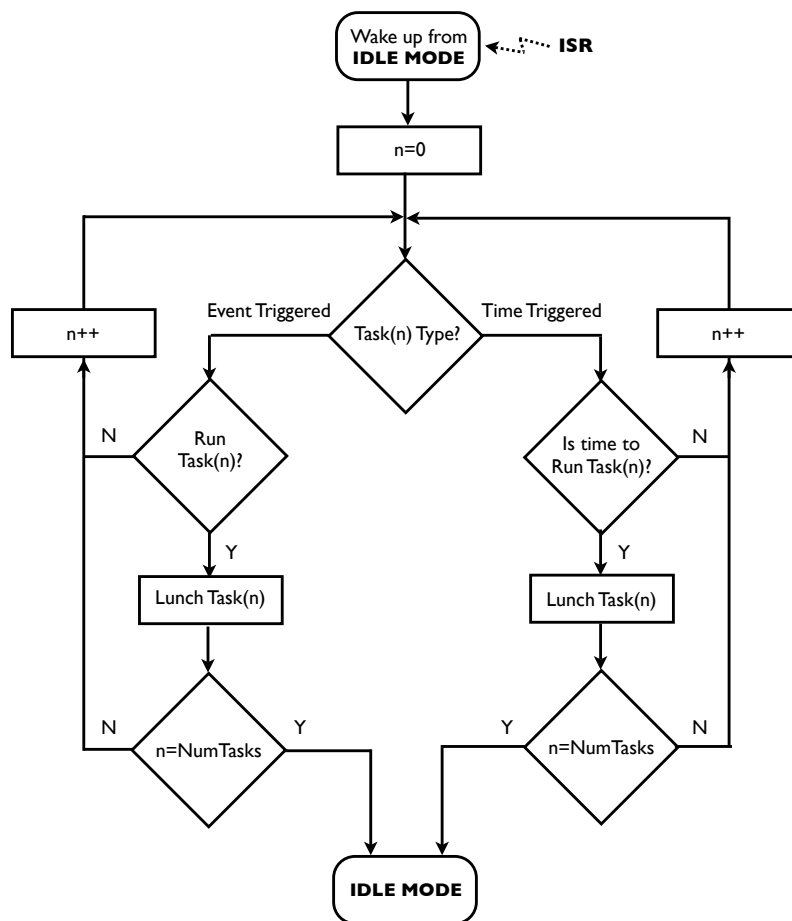 Wake up from
IDLE MODE
ISR
n=0
Event Triggered
Time Triggered
Task(n) Type?
n++
n++
N
Run
Task(n)?
Is time to
Run Task(n)?
N
Y
Y
Lunch Task(n)
Lunch Task(n)
N
n=NumTasks
Y
Y
n=NumTasks
N
IDLE MODE